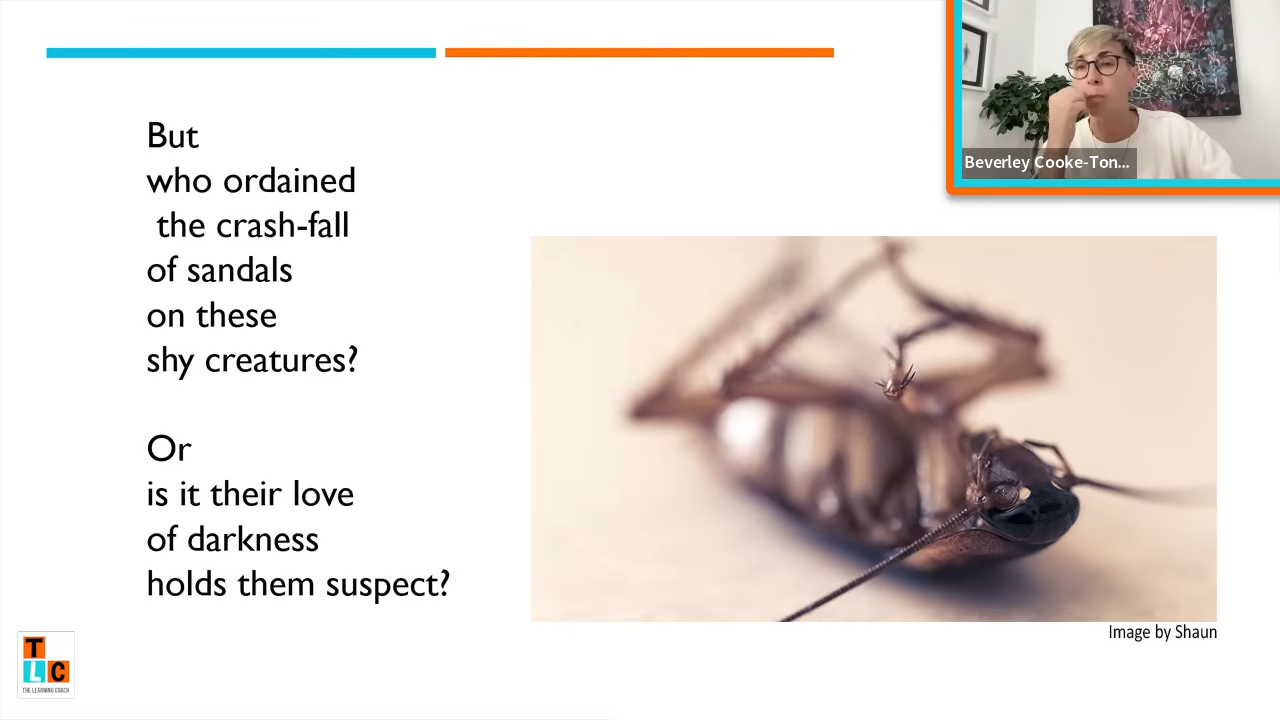 But
who ordained
the crash-fall
of sandals
on these
shy creatures?
Or
is it their love
of darkness
holds them suspect?
Beverley Cooke-Ton...
Image by Shaun
T
L C
THE LEARNING COACH